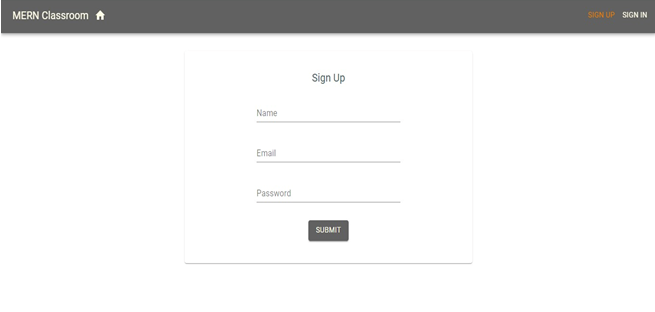 MERN Classroom SIGN UP SIGN IN
Sign Up
Name
Email
Password
SUBMIT